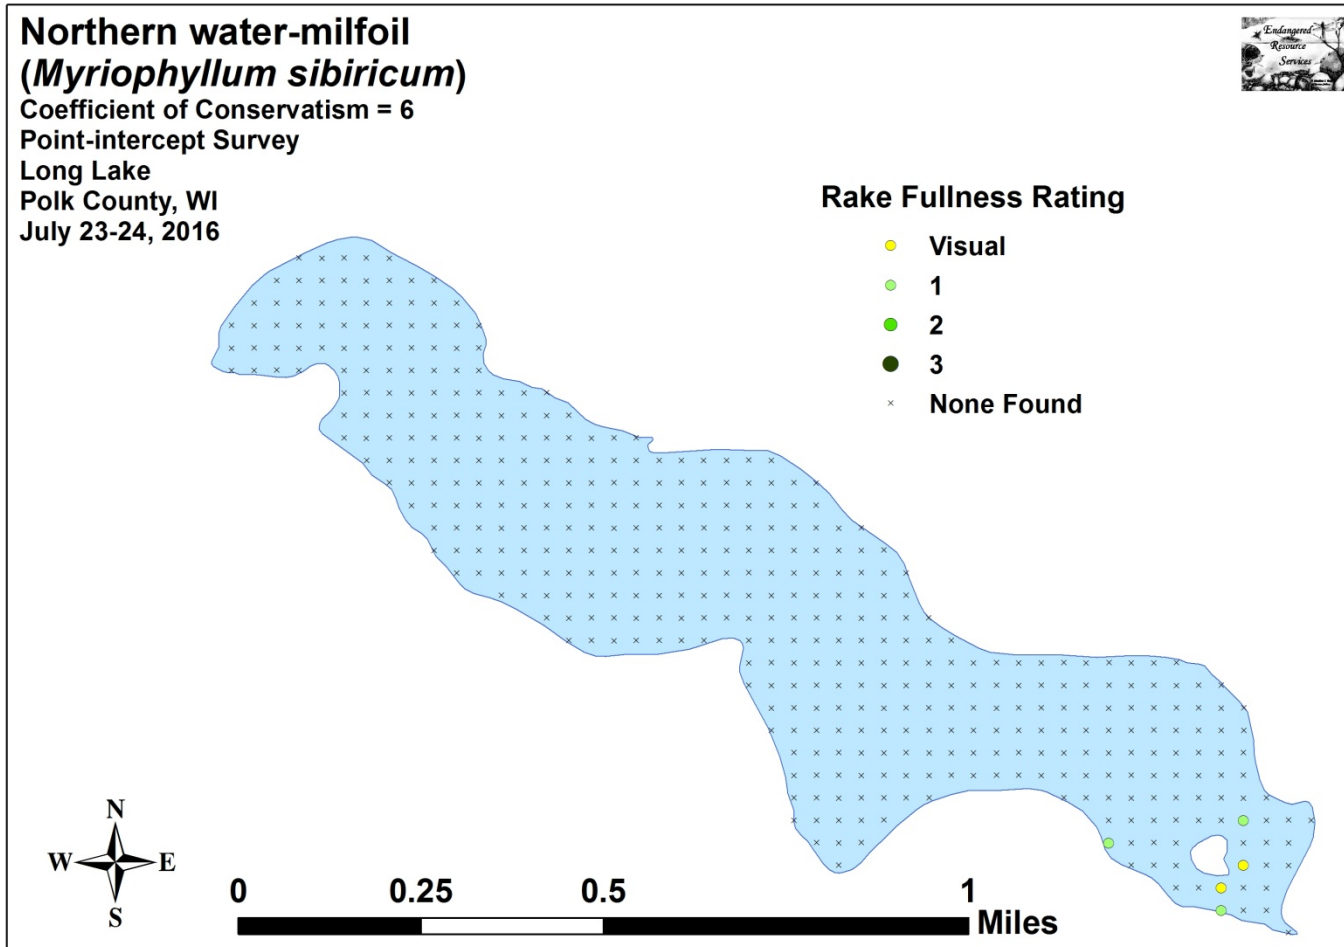 Northern water-milfoil
(Myriophyllum sibiricum)
Coefficient of Conservatism = 6
Point-intercept Survey
Long Lake
Polk County, WI
July 23-24, 2016
Endangered
Resource
Services
Rake Fullness Rating
Visual
1
2
3
None Found
N
W E
S
0 0.25 0.5 1
Miles